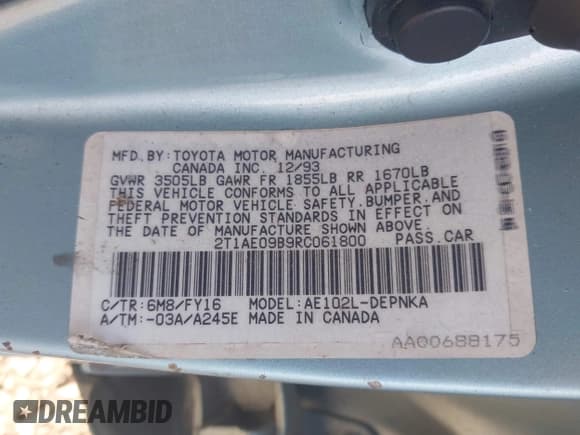 MFD.BY:TOYOTA MOTOR MANUFACTURING
CANADA INC. 12/93
GVWR 3505LB GAWR FR 1855LB RR 1670LB
THIS VEHICLE CONFORMS TO ALL APPLICABLE
FEDERAL MOTOR VEHICLE SAFETY,BUMPER,AND
THEFT PREVENTION STANDARDS IN EFFECT ON
THE DATE OF MANUFACTURE SHOWN ABOVE.
2T1AE09B9RC061800 PASS.CAR
C/TR:6M8/FY16 MODEL:AE102L-DEPNKA
A/TM:-03A/A245E MADE IN CANADA
AA00688175
DREAMBID